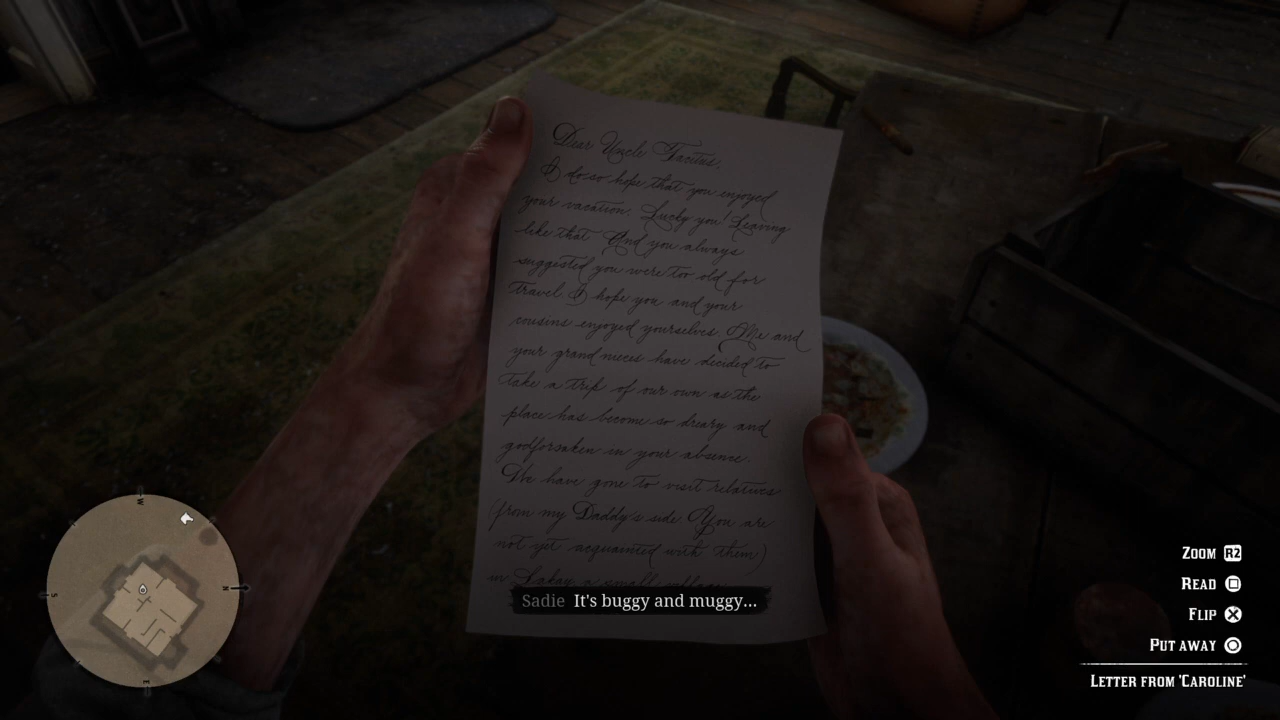 Dear Uncle Tacitus,
I do so hope that you enjoyed
your vacation. Lucky you! Leaving
like that. And you always
suggested you were too old for
travel. I hope you and your
cousins enjoyed yourselves. Me and
your grand nieces have decided to
take a trip of our own as the
place has become so dreary and
godforsaken in your absence.
We have gone to visit relatives
(from my Daddy's side. You are
not yet acquainted with them)
in Lakay, a small village
Sadie It's buggy and muggy...
ZOOM R2
READ
FLIP
PUT AWAY
LETTER FROM 'CAROLINE'
W
S
N
E